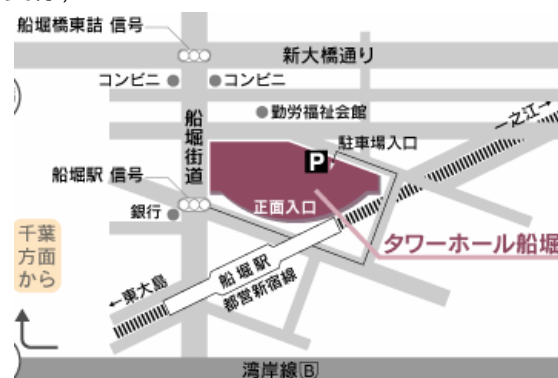 船堀橋東詰 信号
新大橋通り
コンビニ
コンビニ
船堀街道
勤労福祉会館
一之江→
駐車場入口
P
船堀駅 信号
正面入口
銀行
タワーホール船堀
千葉
方面
から
船堀駅
都営新宿線
←東大島
湾岸線B